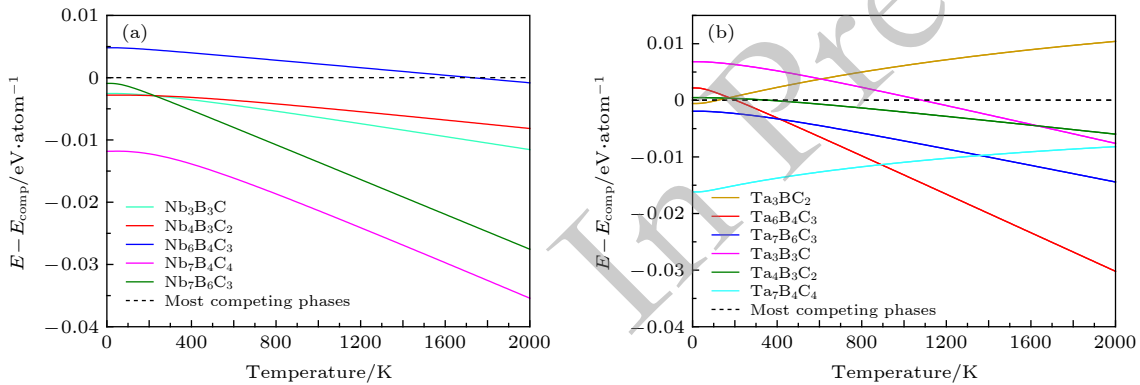 (a)
0.01
0
−0.01
−0.02
−0.03
−0.04
E − E_comp/eV·atom⁻¹
Nb₃B₃C
Nb₄B₃C₂
Nb₆B₄C₃
Nb₇B₄C₄
Nb₇B₆C₃
Most competing phases
0 400 800 1200 1600 2000
Temperature/K
(b)
0.01
0
−0.01
−0.02
−0.03
−0.04
E − E_comp/eV·atom⁻¹
Ta₃BC₂
Ta₆B₄C₃
Ta₇B₆C₃
Ta₃B₃C
Ta₄B₃C₂
Ta₇B₄C₄
Most competing phases
0 400 800 1200 1600 2000
Temperature/K
In Pre